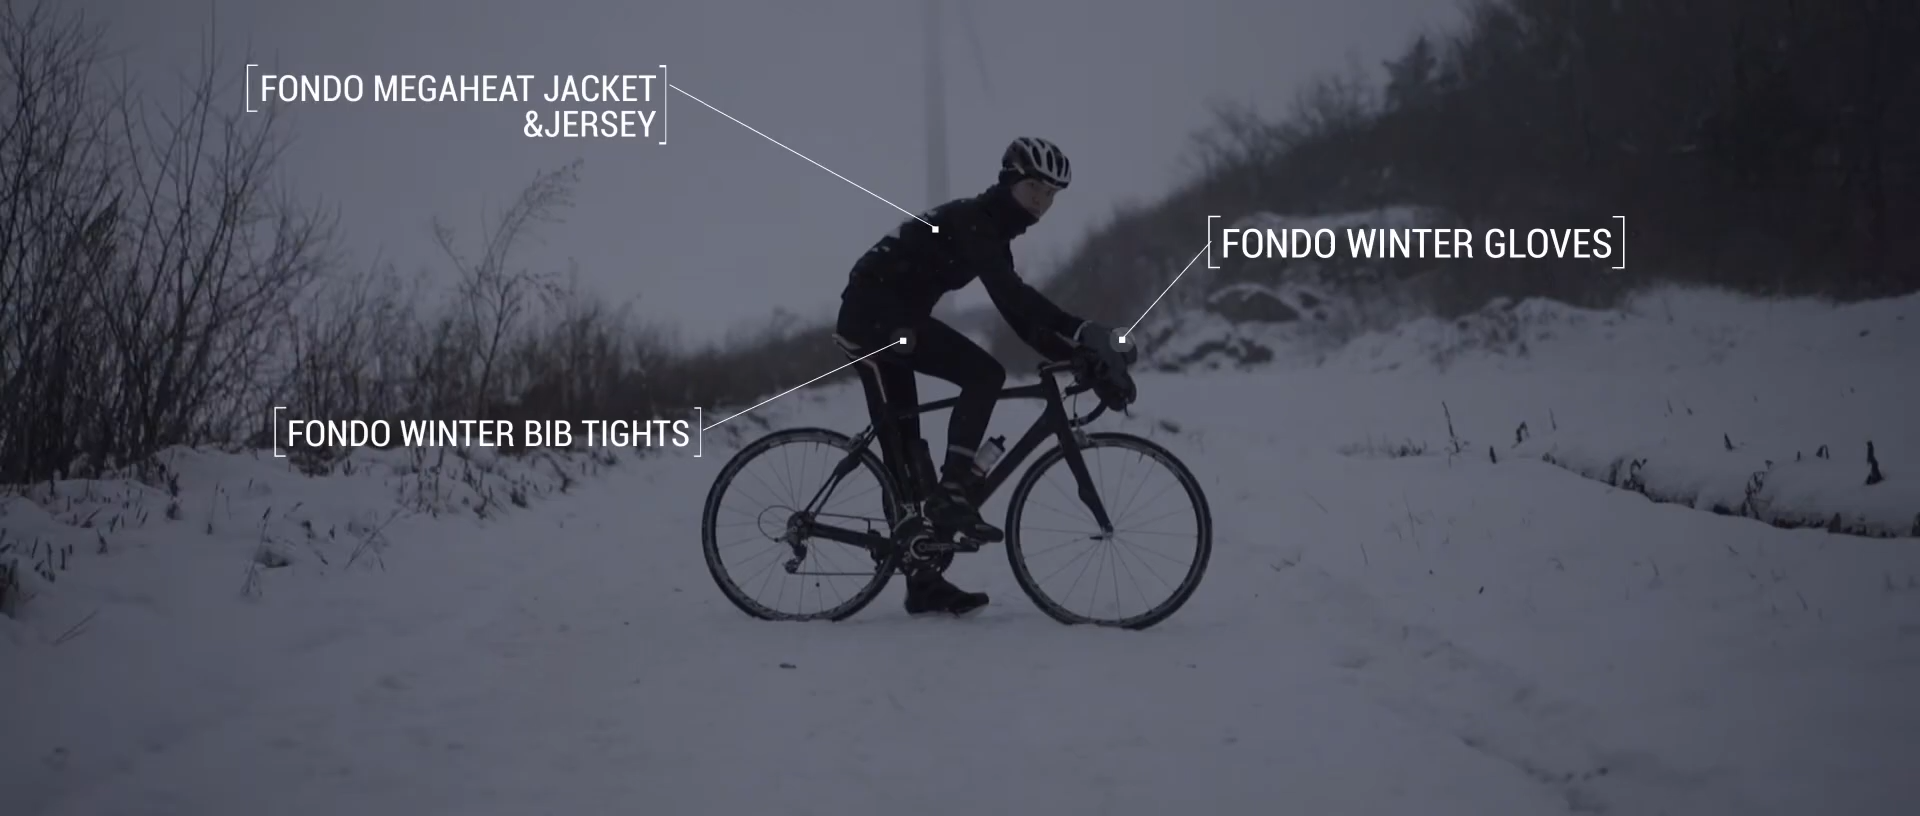 FONDO MEGAHEAT JACKET
&JERSEY
FONDO WINTER GLOVES
FONDO WINTER BIB TIGHTS